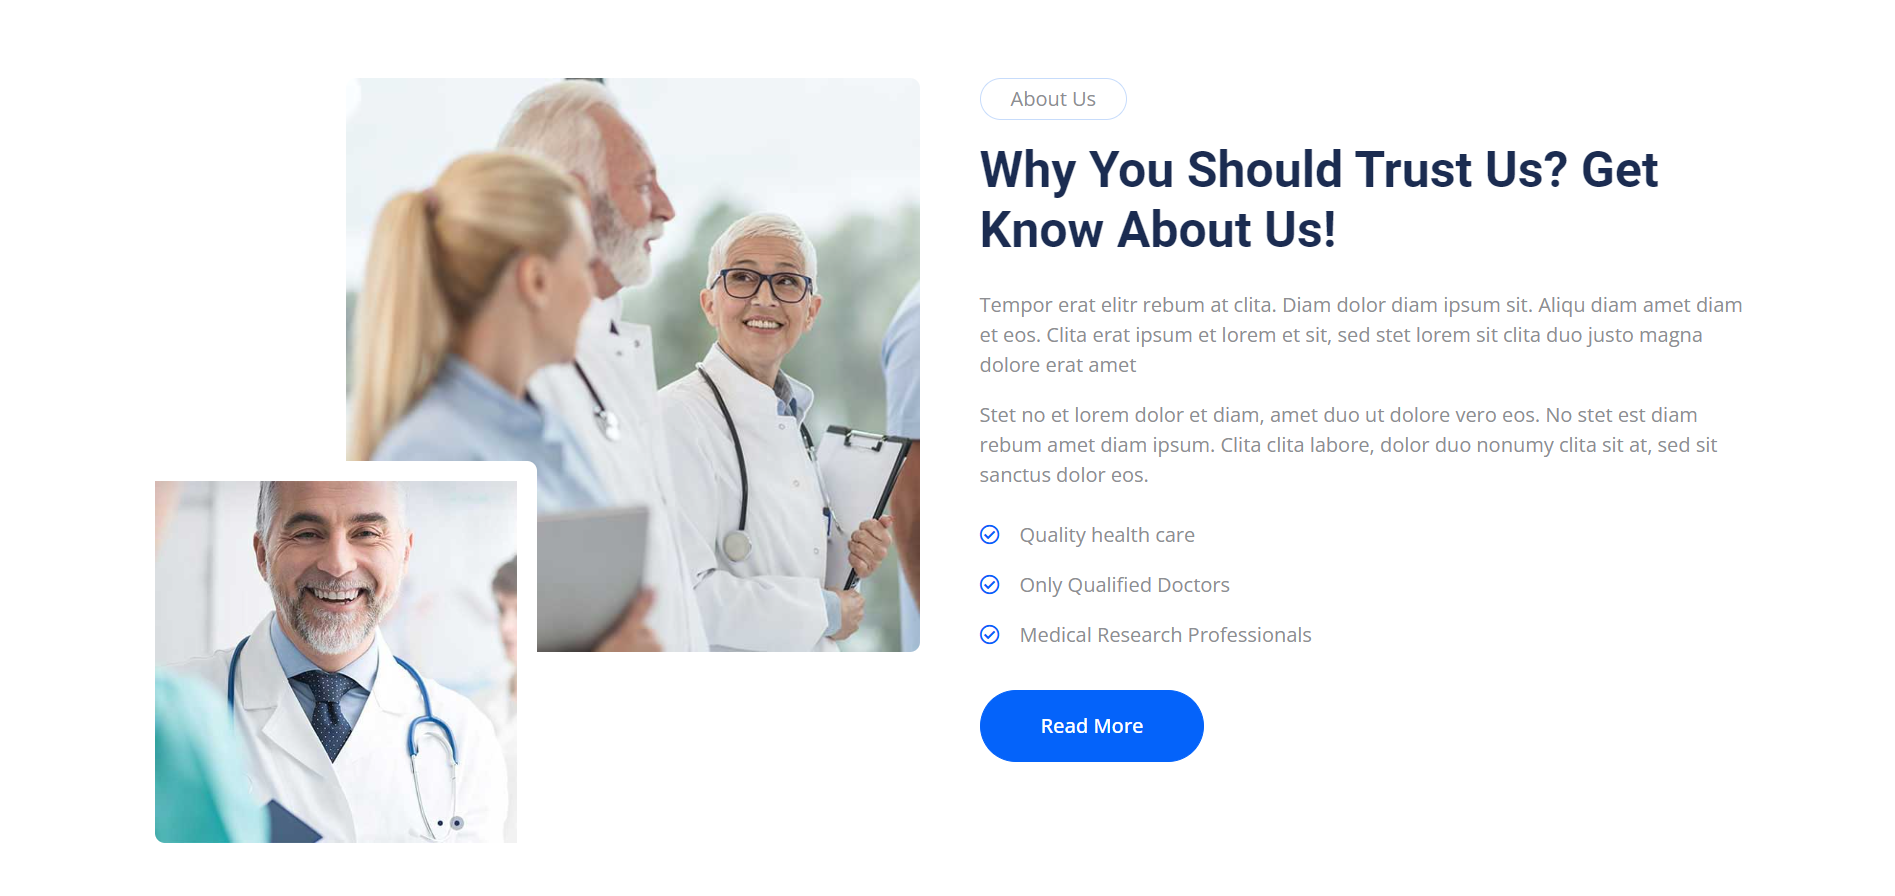 About Us
Why You Should Trust Us? Get
Know About Us!
Tempor erat elitr rebum at clita. Diam dolor diam ipsum sit. Aliqu diam amet diam
et eos. Clita erat ipsum et lorem et sit, sed stet lorem sit clita duo justo magna
dolore erat amet
Stet no et lorem dolor et diam, amet duo ut dolore vero eos. No stet est diam
rebum amet diam ipsum. Clita clita labore, dolor duo nonumy clita sit at, sed sit
sanctus dolor eos.
Quality health care
Only Qualified Doctors
Medical Research Professionals
Read More